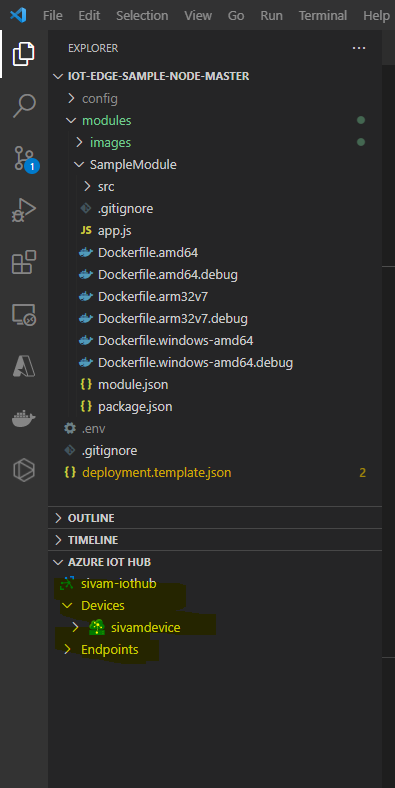 File Edit Selection View Go Run Terminal Help
EXPLORER
IOT-EDGE-SAMPLE-NODE-MASTER
config
modules
images
SampleModule
src
.gitignore
JS app.js
Dockerfile.amd64
Dockerfile.amd64.debug
Dockerfile.arm32v7
Dockerfile.arm32v7.debug
Dockerfile.windows-amd64
Dockerfile.windows-amd64.debug
{} module.json
{} package.json
.env
.gitignore
{} deployment.template.json 2
OUTLINE
TIMELINE
AZURE IOT HUB
sivam-iothub
Devices
sivamdevice
Endpoints
1